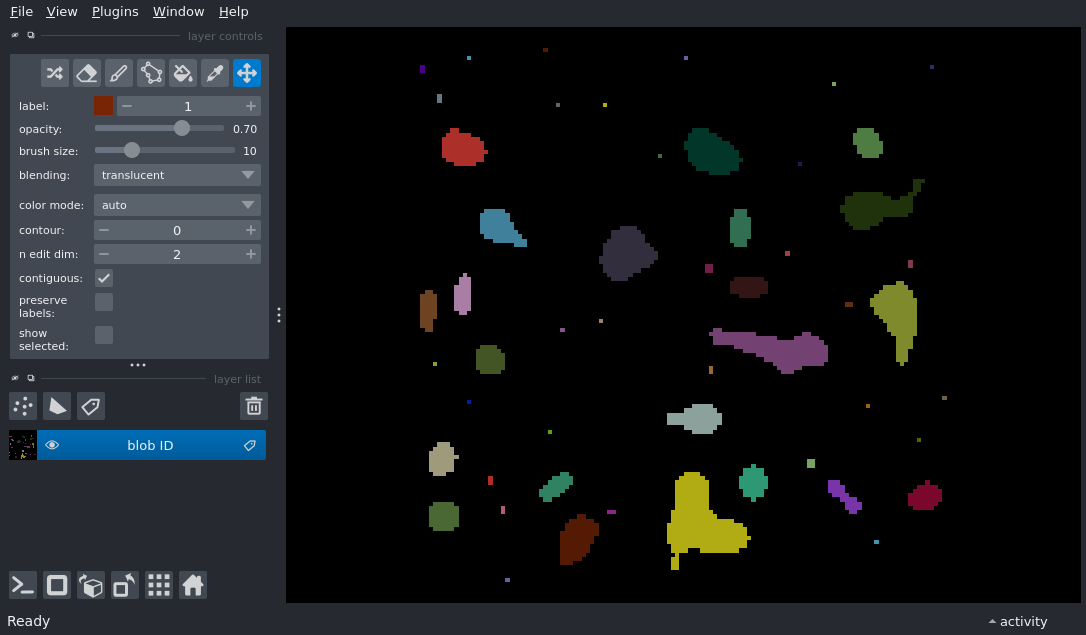 File View Plugins Window Help
layer controls
label: 1
opacity: 0.70
brush size: 10
blending: translucent
color mode: auto
contour: 0
n edit dim: 2
contiguous:
preserve
labels:
show
selected:
layer list
blob ID
Ready
activity